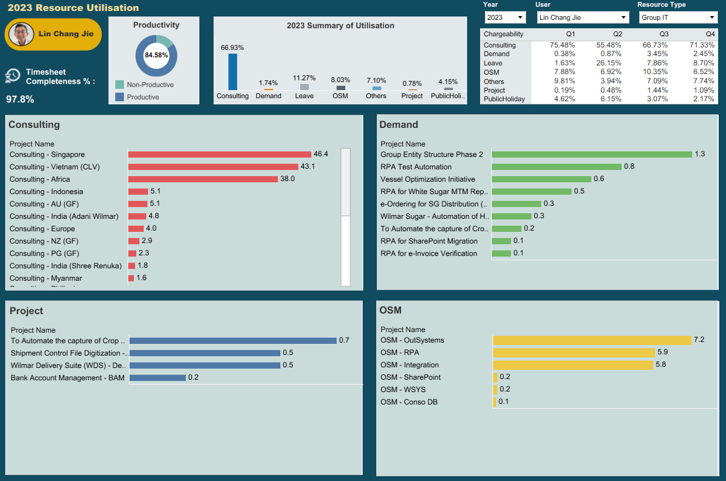 2023 Resource Utilisation
Lin Chang Jie
Timesheet
Completeness % :
97.8%
Productivity
84.58%
Non-Productive
Productive
2023 Summary of Utilisation
66.93% 1.74% 11.27% 8.03% 7.10% 0.78% 4.15%
Consulting Demand Leave OSM Others Project PublicHoli..
Year User Resource Type
2023 Lin Chang Jie Group IT
Chargeability Q1 Q2 Q3 Q4
Consulting 75.48% 55.48% 66.73% 71.33%
Demand 0.38% 0.87% 3.45% 2.45%
Leave 1.63% 26.15% 7.86% 8.70%
OSM 7.88% 6.92% 10.35% 6.52%
Others 9.81% 3.94% 7.09% 7.74%
Project 0.19% 0.48% 1.44% 1.09%
PublicHoliday 4.62% 6.15% 3.07% 2.17%
Consulting
Project Name
Consulting - Singapore 46.4
Consulting - Vietnam (CLV) 43.1
Consulting - Africa 38.0
Consulting - Indonesia 5.1
Consulting - AU (GF) 5.1
Consulting - India (Adani Wilmar) 4.8
Consulting - Europe 4.0
Consulting - NZ (GF) 2.9
Consulting - PG (GF) 2.3
Consulting - India (Shree Renuka) 1.8
Consulting - Myanmar 1.6
Demand
Project Name
Group Entity Structure Phase 2 1.3
RPA Test Automation 0.8
Vessel Optimization Initiative 0.6
RPA for White Sugar MTM Rep.. 0.5
e-Ordering for SG Distribution (.. 0.3
Wilmar Sugar - Automation of H.. 0.3
To Automate the capture of Cro.. 0.2
RPA for SharePoint Migration 0.1
RPA for e-Invoice Verification 0.1
Project
Project Name
To Automate the capture of Crop .. 0.7
Shipment Control File Digitization -.. 0.5
Wilmar Delivery Suite (WDS) - De.. 0.5
Bank Account Management - BAM 0.2
OSM
Project Name
OSM - OutSystems 7.2
OSM - RPA 5.9
OSM - Integration 5.8
OSM - SharePoint 0.2
OSM - WSYS 0.2
OSM - Conso DB 0.1